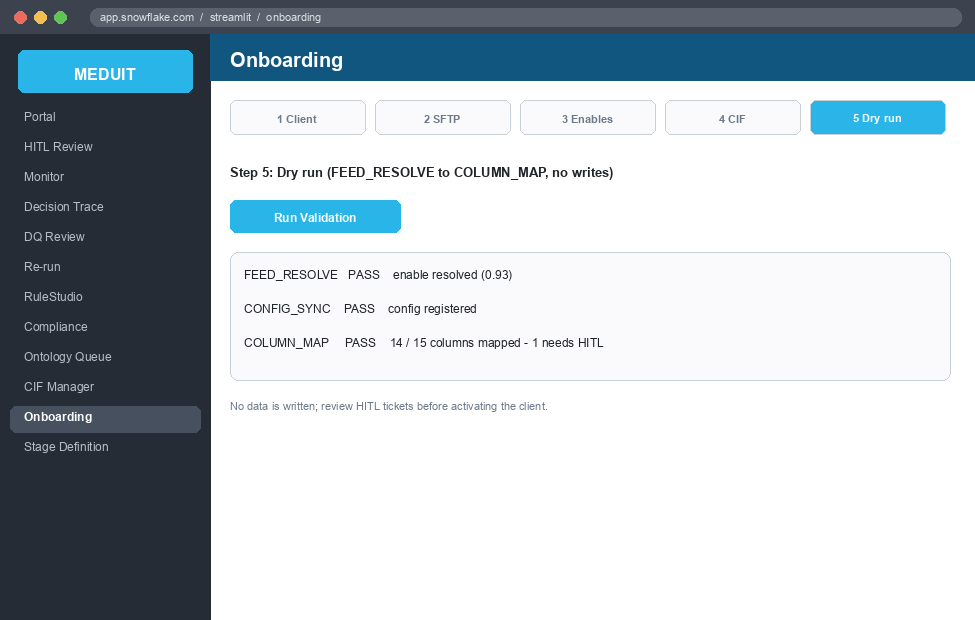 app.snowflake.com / streamlit / onboarding
MEDUIT
Portal
HITL Review
Monitor
Decision Trace
DQ Review
Re-run
RuleStudio
Compliance
Ontology Queue
CIF Manager
Onboarding
Stage Definition
Onboarding
1 Client
2 SFTP
3 Enables
4 CIF
5 Dry run
Step 5: Dry run (FEED_RESOLVE to COLUMN_MAP, no writes)
Run Validation
FEED_RESOLVE PASS enable resolved (0.93)
CONFIG_SYNC PASS config registered
COLUMN_MAP PASS 14 / 15 columns mapped - 1 needs HITL
No data is written; review HITL tickets before activating the client.